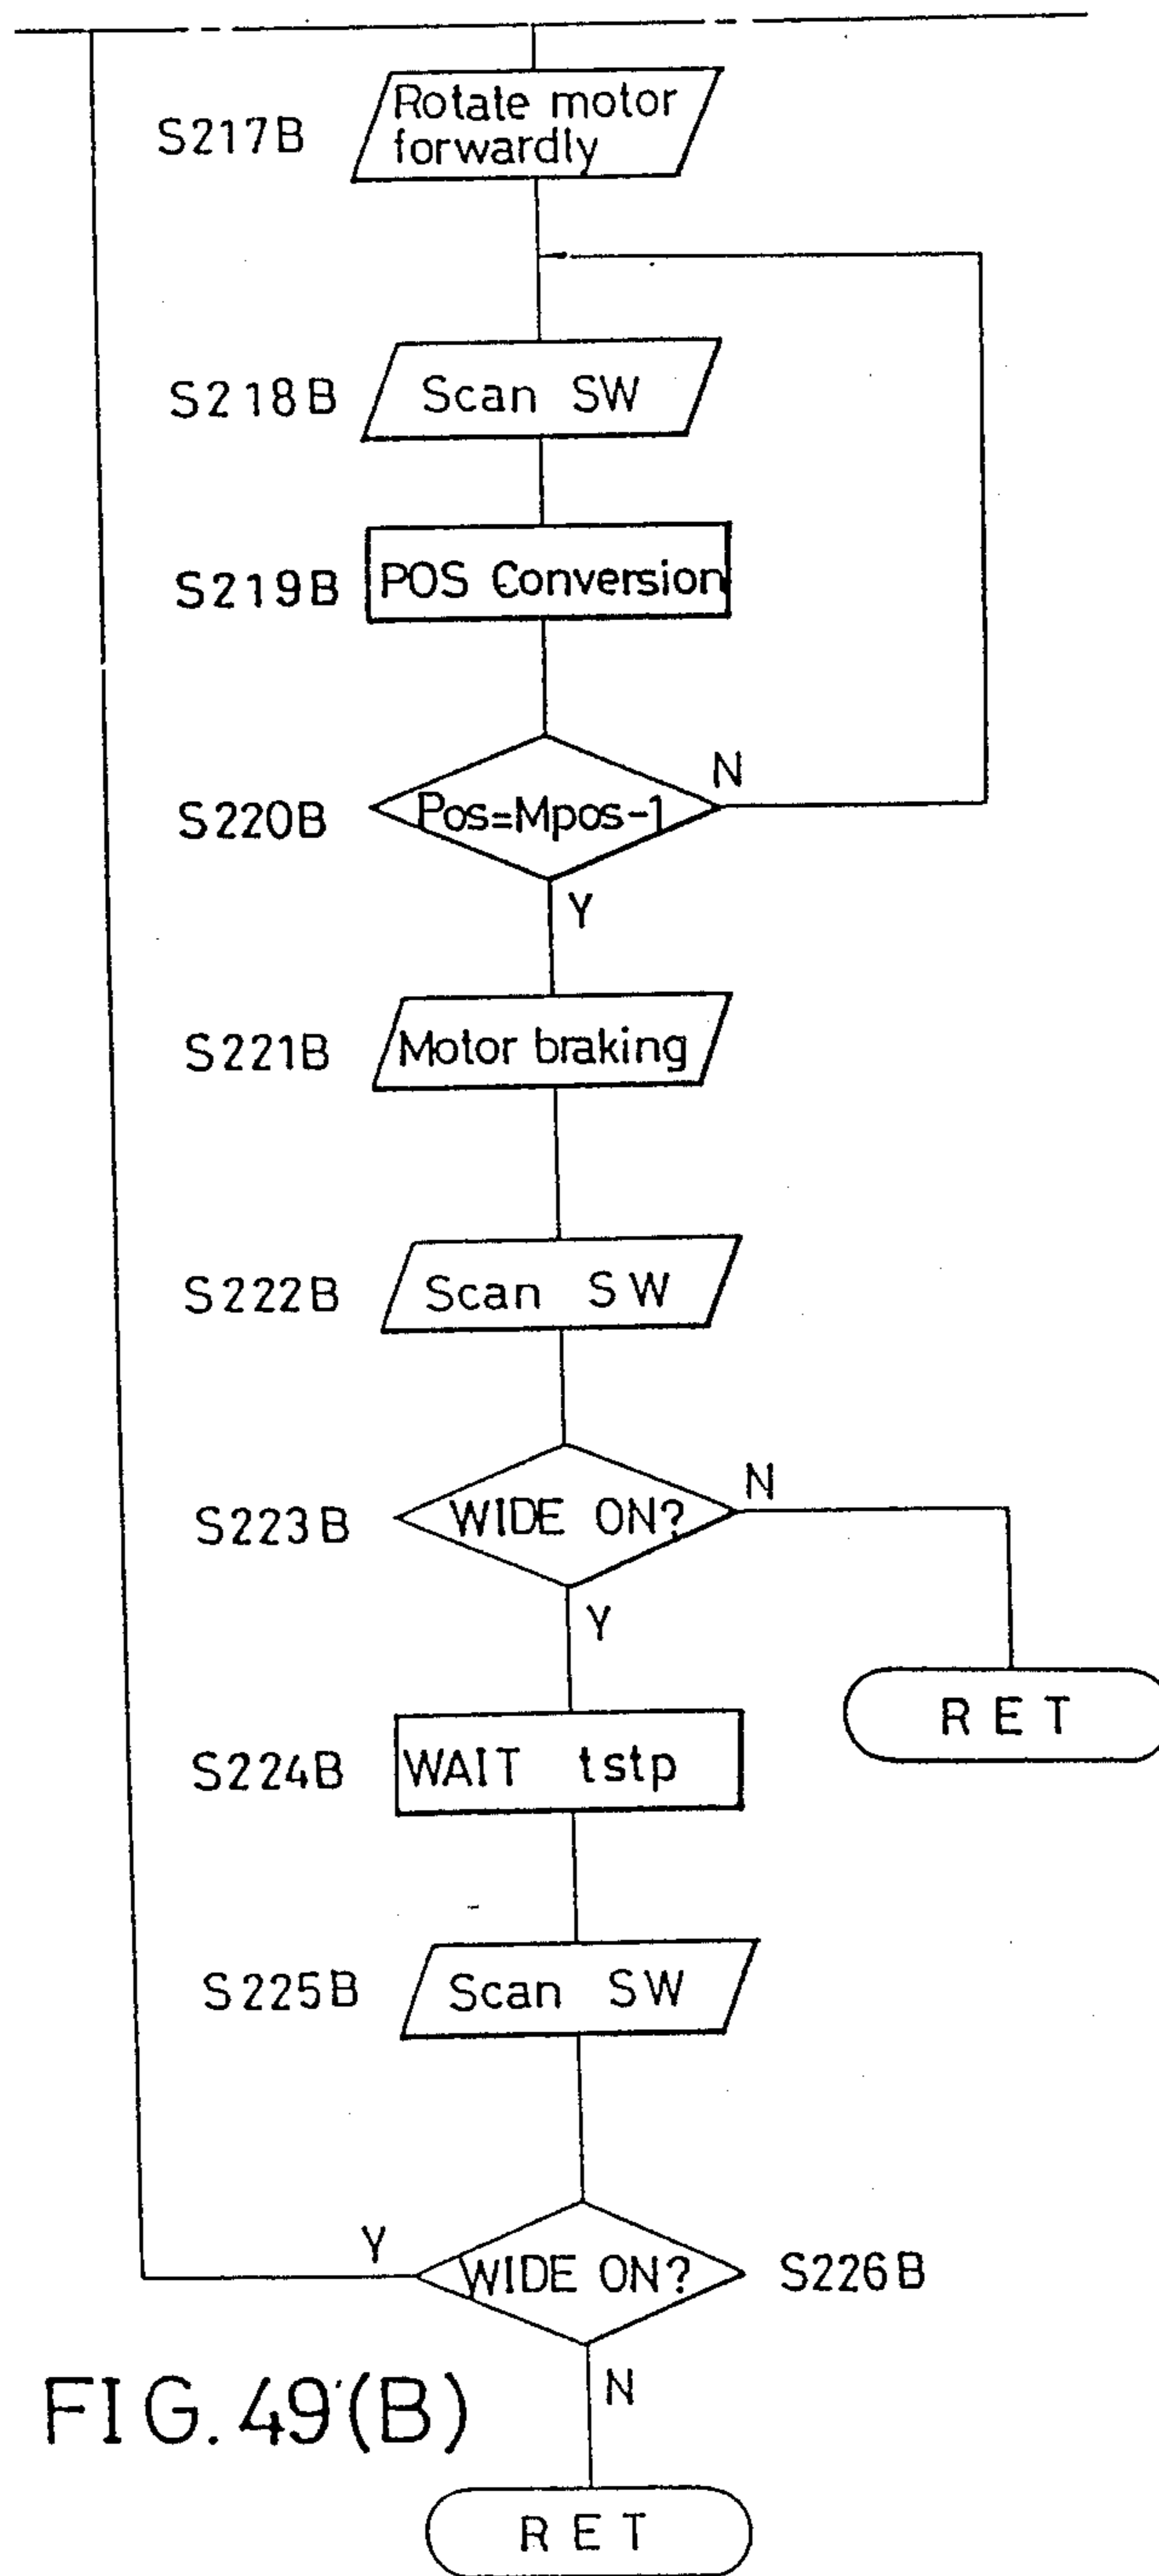 Rotate motor
forwardly
S217B
S218B
Scan SW
S219B
POS Conversion
N
S220B
Pos=Mpos-1
Y
S221B
Motor braking
S222B
Scan SW
N
S223B
WIDE ON?
Y
RET
S224B
WAIT tstp
S225B
Scan SW
Y
WIDE ON?
S226B
N
FIG. 49(B)
RET